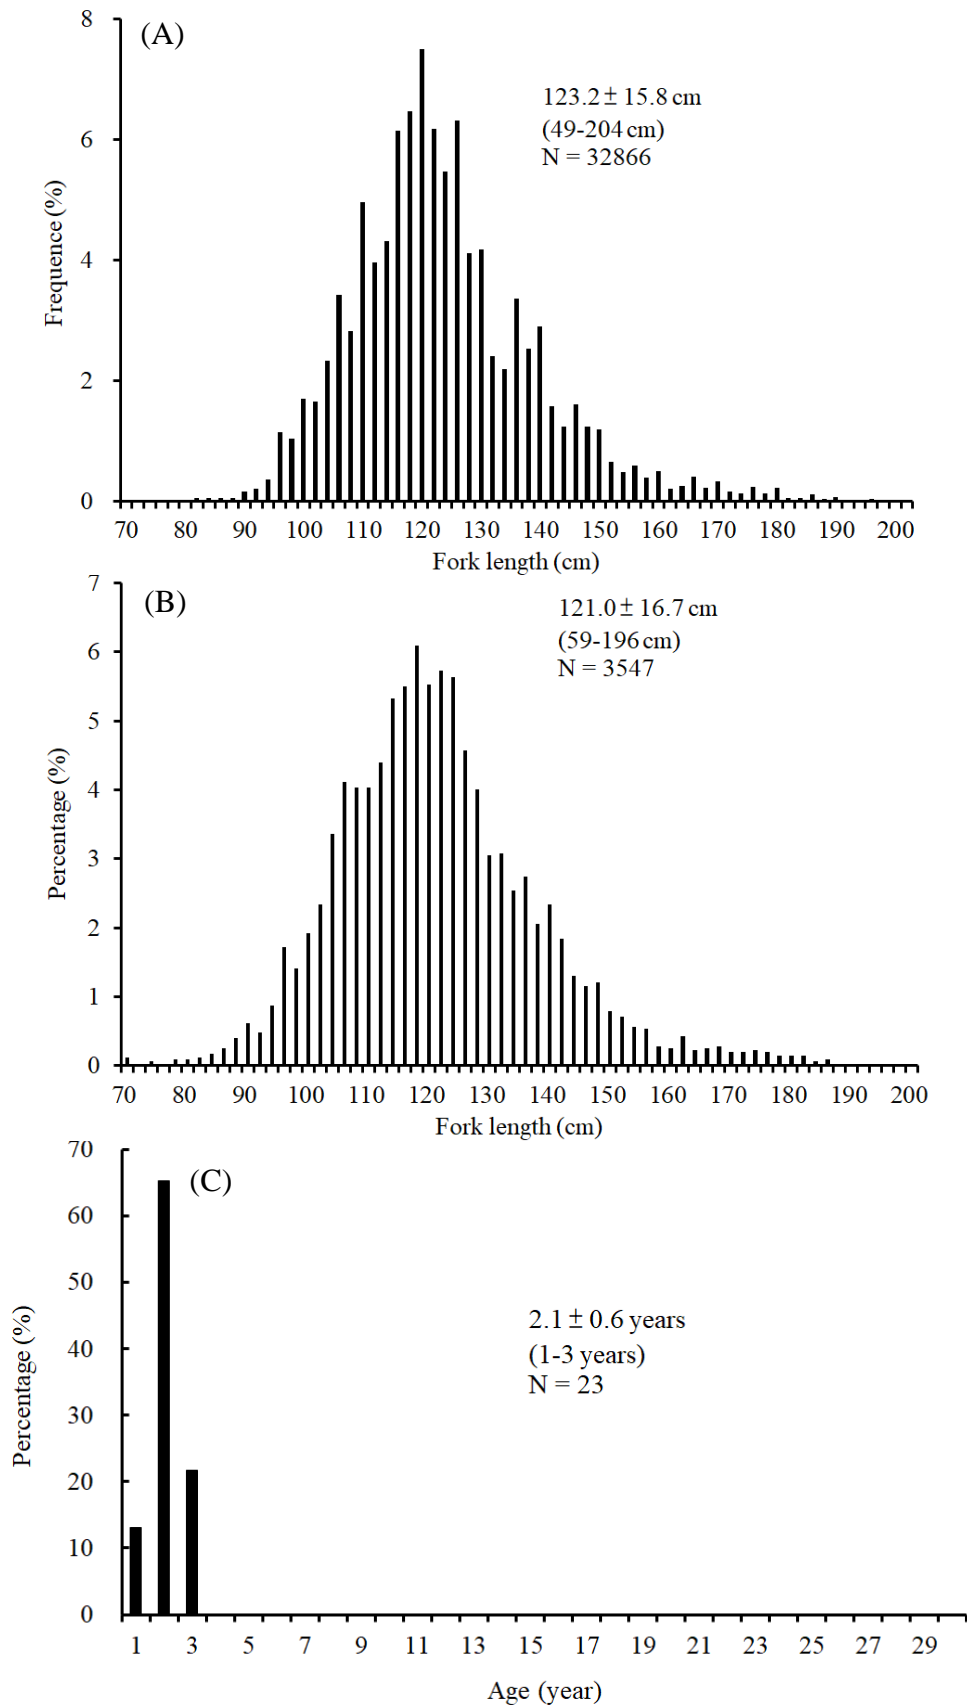 (A)
123.2 ± 15.8 cm
(49-204 cm)
N = 32866
Frequence (%)
8
6
4
2
0
70 80 90 100 110 120 130 140 150 160 170 180 190 200
Fork length (cm)
(B)
121.0 ± 16.7 cm
(59-196 cm)
N = 3547
Percentage (%)
7
6
5
4
3
2
1
0
70 80 90 100 110 120 130 140 150 160 170 180 190 200
Fork length (cm)
(C)
2.1 ± 0.6 years
(1-3 years)
N = 23
Percentage (%)
70
60
50
40
30
20
10
0
1 3 5 7 9 11 13 15 17 19 21 23 25 27 29
Age (year)